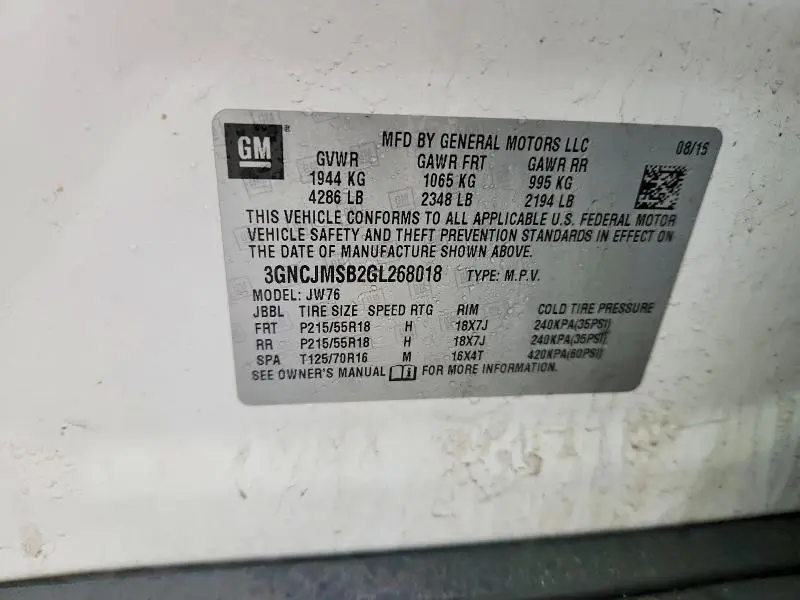 GM ® MFD BY GENERAL MOTORS LLC 08/15
GVWR GAWR FRT GAWR RR
1944 KG 1065 KG 995 KG
4286 LB 2348 LB 2194 LB
THIS VEHICLE CONFORMS TO ALL APPLICABLE U.S. FEDERAL MOTOR
VEHICLE SAFETY AND THEFT PREVENTION STANDARDS IN EFFECT ON
THE DATE OF MANUFACTURE SHOWN ABOVE.
3GNCJMSB2GL268018 TYPE: M.P.V.
MODEL: JW76
JBBL TIRE SIZE SPEED RTG RIM COLD TIRE PRESSURE
FRT P215/55R18 H 18X7J 240KPA(35PSI)
RR P215/55R18 H 18X7J 240KPA(35PSI)
SPA T125/70R16 M 16X4T 420KPA(60PSI)
SEE OWNER'S MANUAL FOR MORE INFORMATION.